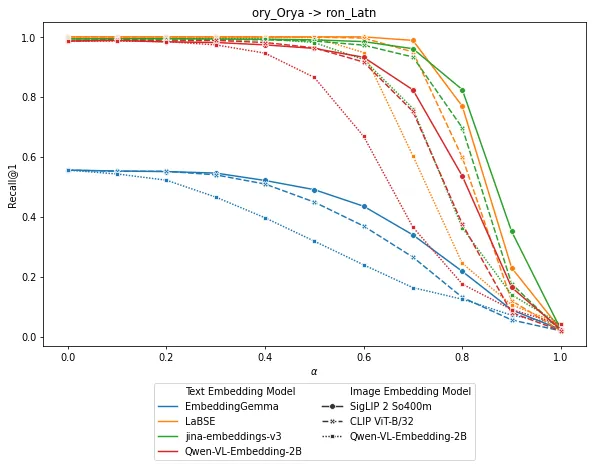 ory_Orya -> ron_Latn
Recall@1
1.0
0.8
0.6
0.4
0.2
0.0
0.0 0.2 0.4 0.6 0.8 1.0
α
Text Embedding Model Image Embedding Model
EmbeddingGemma SigLIP 2 So400m
LaBSE CLIP ViT-B/32
jina-embeddings-v3 Qwen-VL-Embedding-2B
Qwen-VL-Embedding-2B